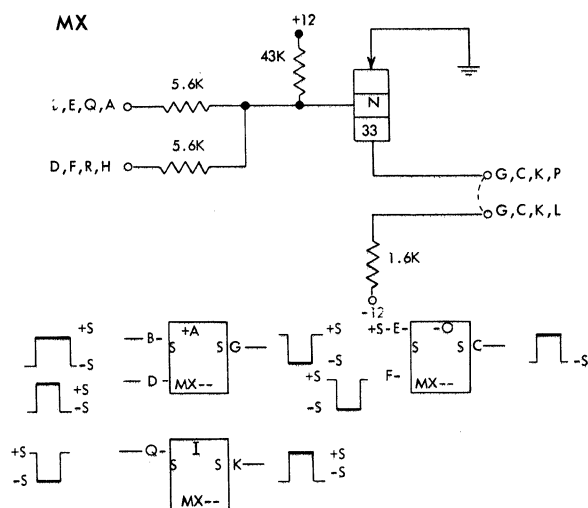 MX
+12
43K
5.6K
,E,Q,A
N
33
5.6K
D,F,R,H
G,C,K,P
G,C,K,L
1.6K
-12
+S
-S
B
+A
S S
G
+S
-S
+S
-S
D
MX--
+S
E
-O
S S
C
-S
+S
-S
F
MX--
+S
-S
Q
I
S S
K
+S
-S
MX--